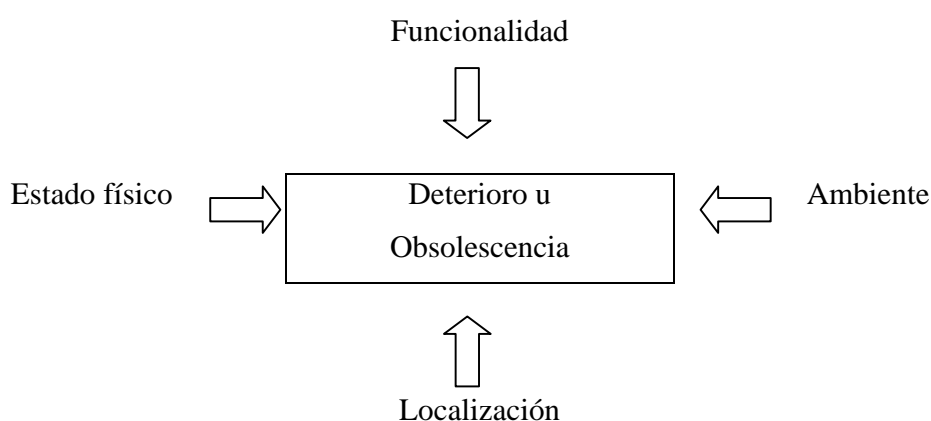 Funcionalidad
Estado físico
Deterioro u
Obsolescencia
Ambiente
Localización